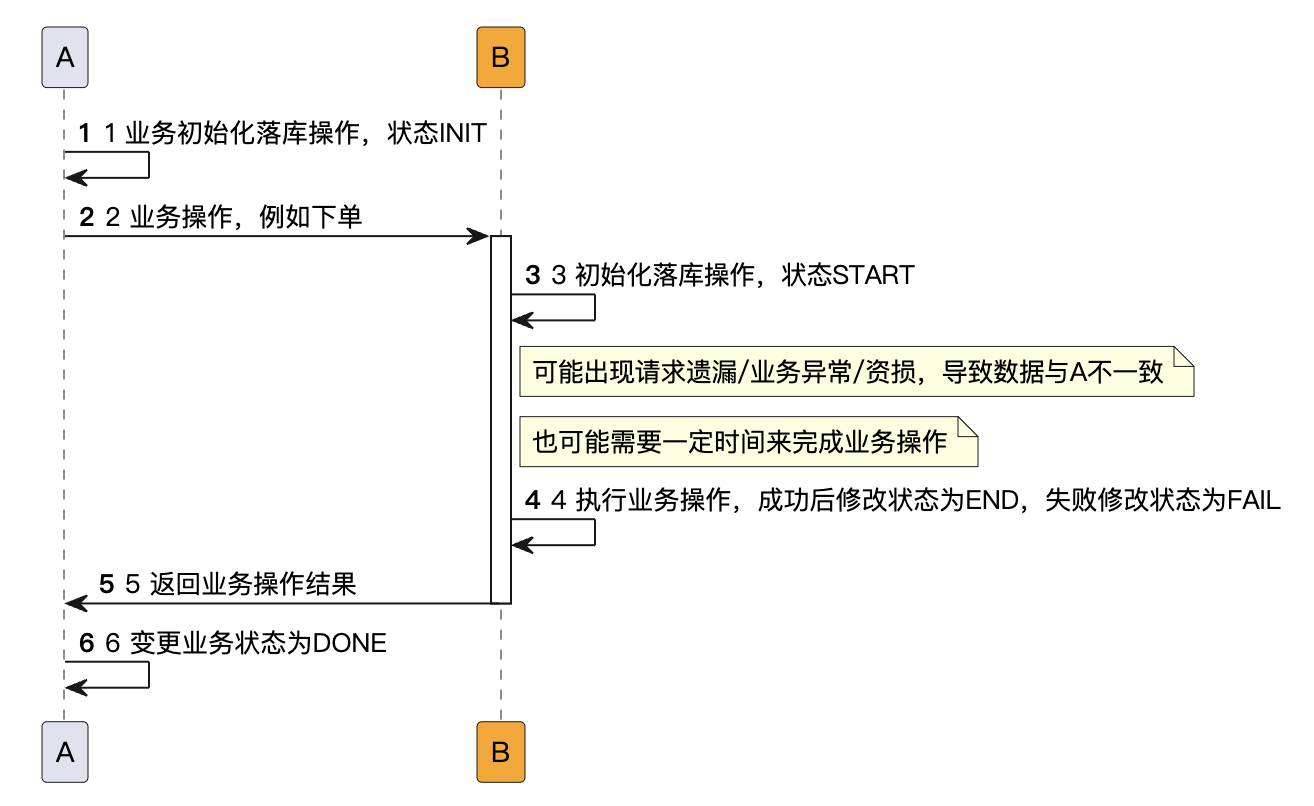 A B
1 1 业务初始化落库操作，状态INIT
2 2 业务操作，例如下单
3 3 初始化落库操作，状态START
可能出现请求遗漏/业务异常/资损，导致数据与A不一致
也可能需要一定时间来完成业务操作
4 4 执行业务操作，成功后修改状态为END，失败修改状态为FAIL
5 5 返回业务操作结果
6 6 变更业务状态为DONE
A B